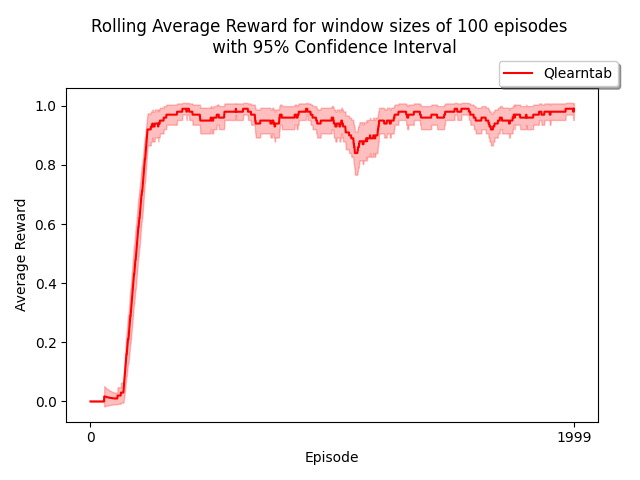 Rolling Average Reward for window sizes of 100 episodes
with 95% Confidence Interval
Qlearntab
1.0
0.8
0.6
0.4
0.2
0.0
Average Reward
0
1999
Episode